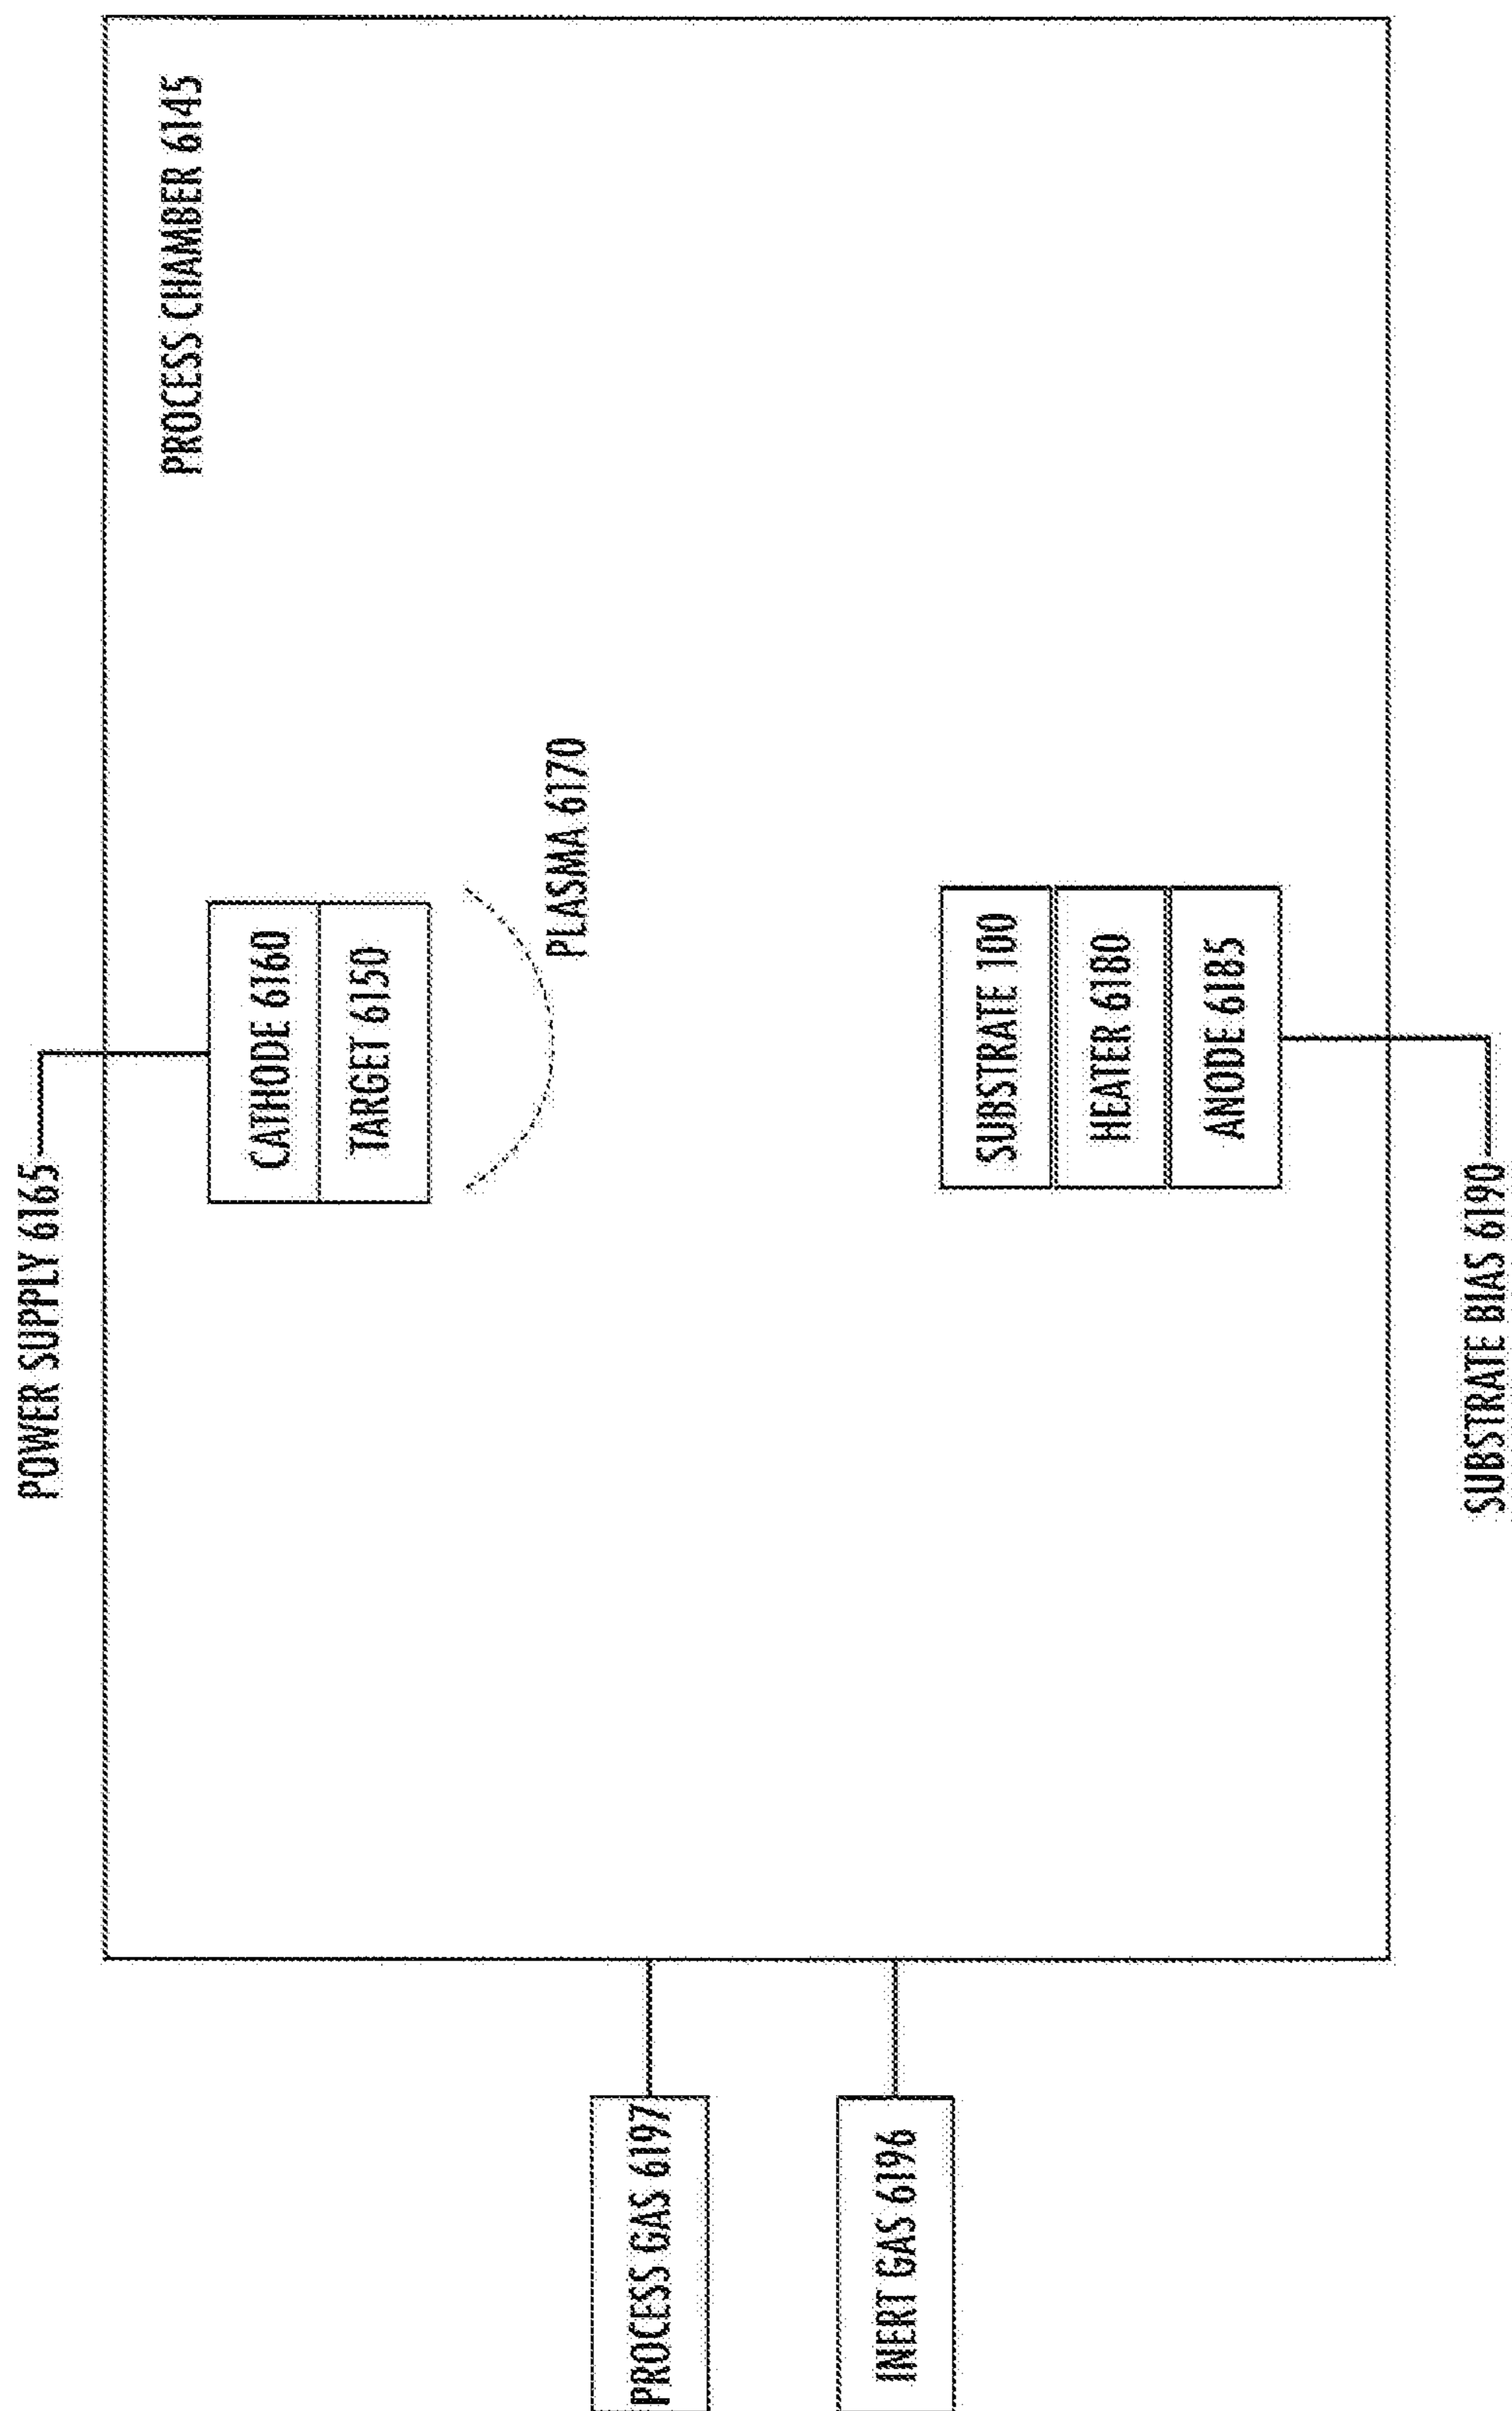 POWER SUPPLY 6165
PROCESS CHAMBER 6145
CATHODE 6160
TARGET 6150
PLASMA 6170
PROCESS GAS 6197
INERT GAS 6196
SUBSTRATE 100
HEATER 6180
ANODE 6185
SUBSTRATE BIAS 6190